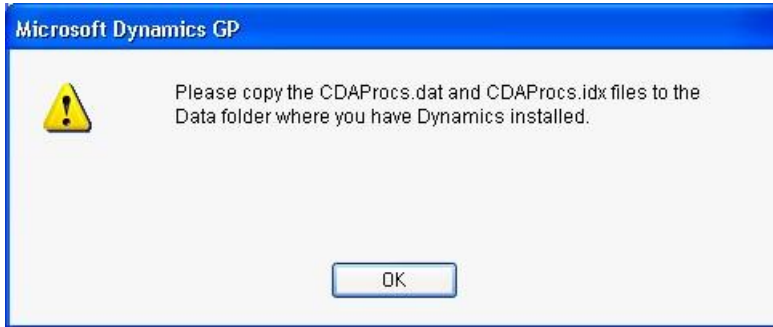 Microsoft Dynamics GP
Please copy the CDAProcs.dat and CDAProcs.idx files to the
Data folder where you have Dynamics installed.
OK